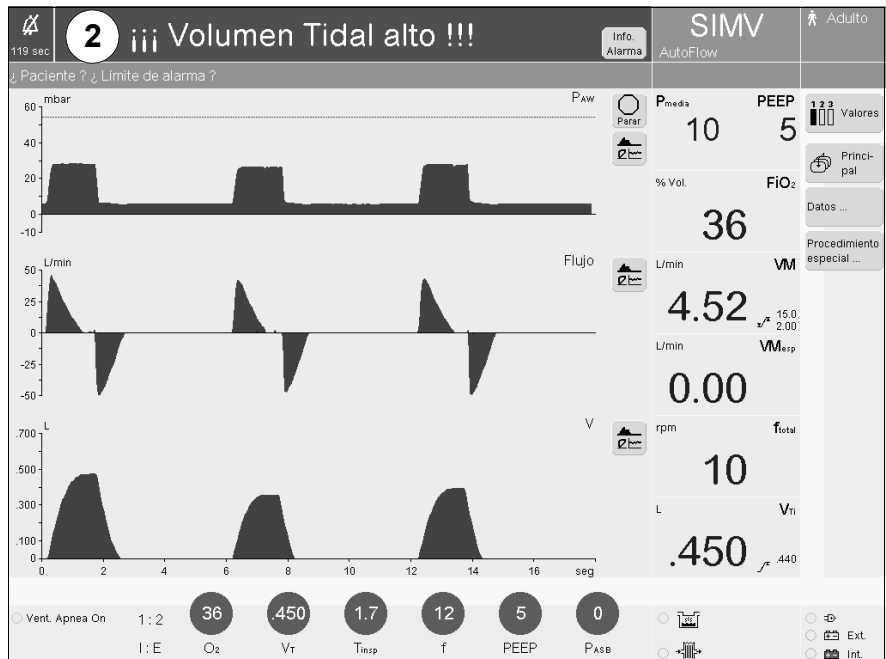 119 sec
2
¡¡¡ Volumen Tidal alto !!!
Info.
Alarma
SIMV
AutoFlow
Adulto
¿ Paciente ? ¿ Límite de alarma ?
mbar
PAW
60
40
20
0
-10
Parar
Pmedia
PEEP
10
5
% Vol.
FiO2
36
1 2 3
Valores
Princi-
pal
Datos ...
Procedimiento
especial ...
L/min
Flujo
50
25
0
-25
-50
L/min
VM
4.52
15.0
2.00
L/min
VMesp
0.00
L
V
.700
.500
.300
.100
0
0 2 4 6 8 10 12 14 16 seg
rpm
ftotal
10
L
VTi
.450
.440
Vent. Apnea On
1 : 2
36 .450 1.7 12 5 0
I : E O2 VT Tinsp f PEEP PASB
Ext.
Int.